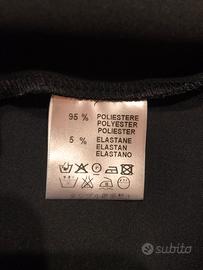 95 % POLIESTERE
POLYESTER
POLIESTER
5 % ELASTANE
ELASTAN
ELASTANO
subito